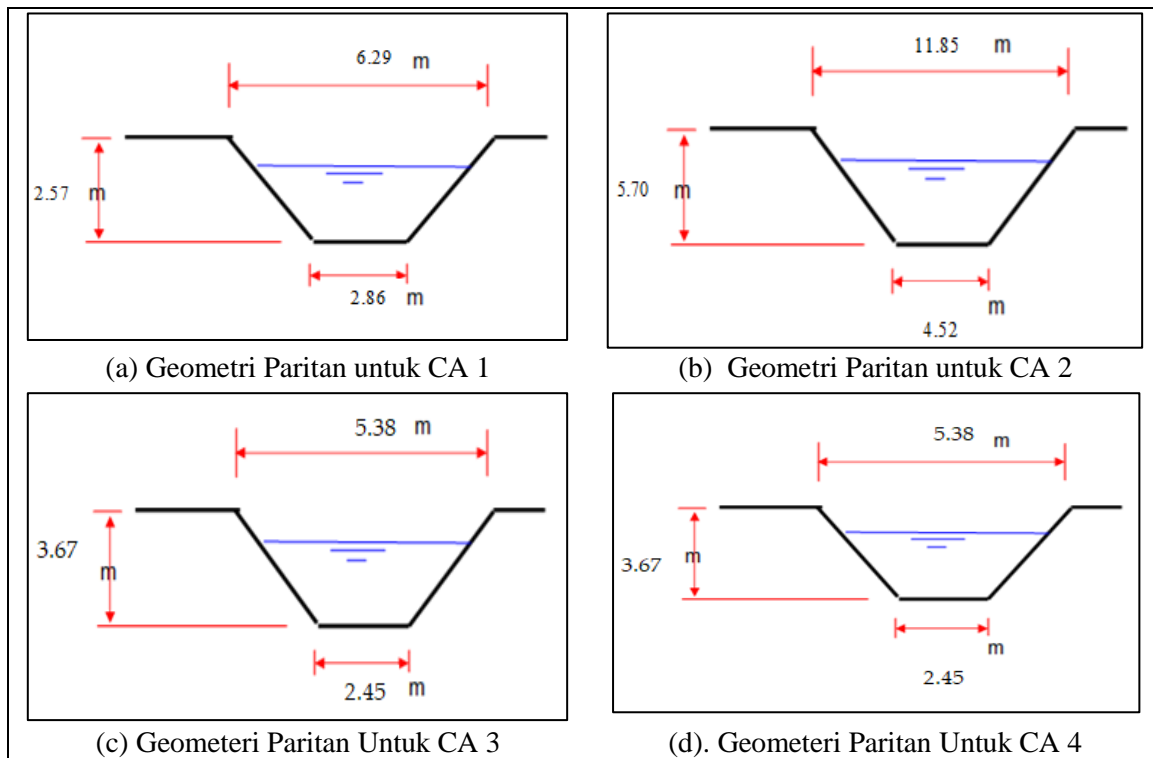 6.29 m
2.57 m
2.86 m
(a) Geometri Paritan untuk CA 1
11.85 m
5.70 m
m
4.52
(b) Geometri Paritan untuk CA 2
5.38 m
3.67
m
2.45 m
(c) Geometeri Paritan Untuk CA 3
5.38 m
3.67 m
m
2.45
(d). Geometeri Paritan Untuk CA 4